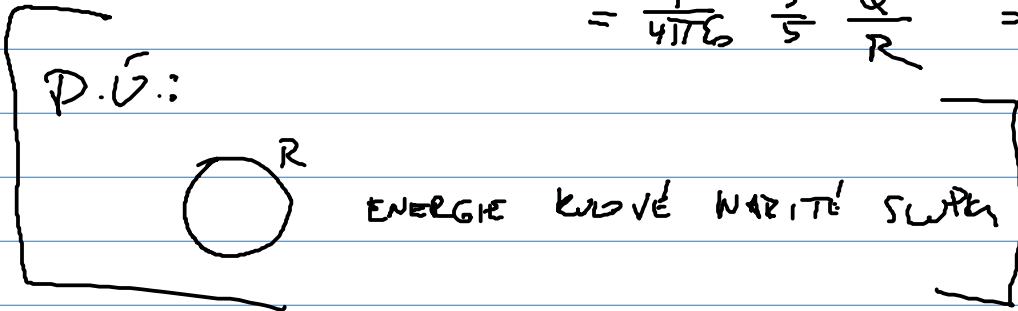 = 1/4πε₀ 3/5 Q/R =
D.Ú.:
R
ENERGIE KULOVÉ NABITÉ SLUPKY